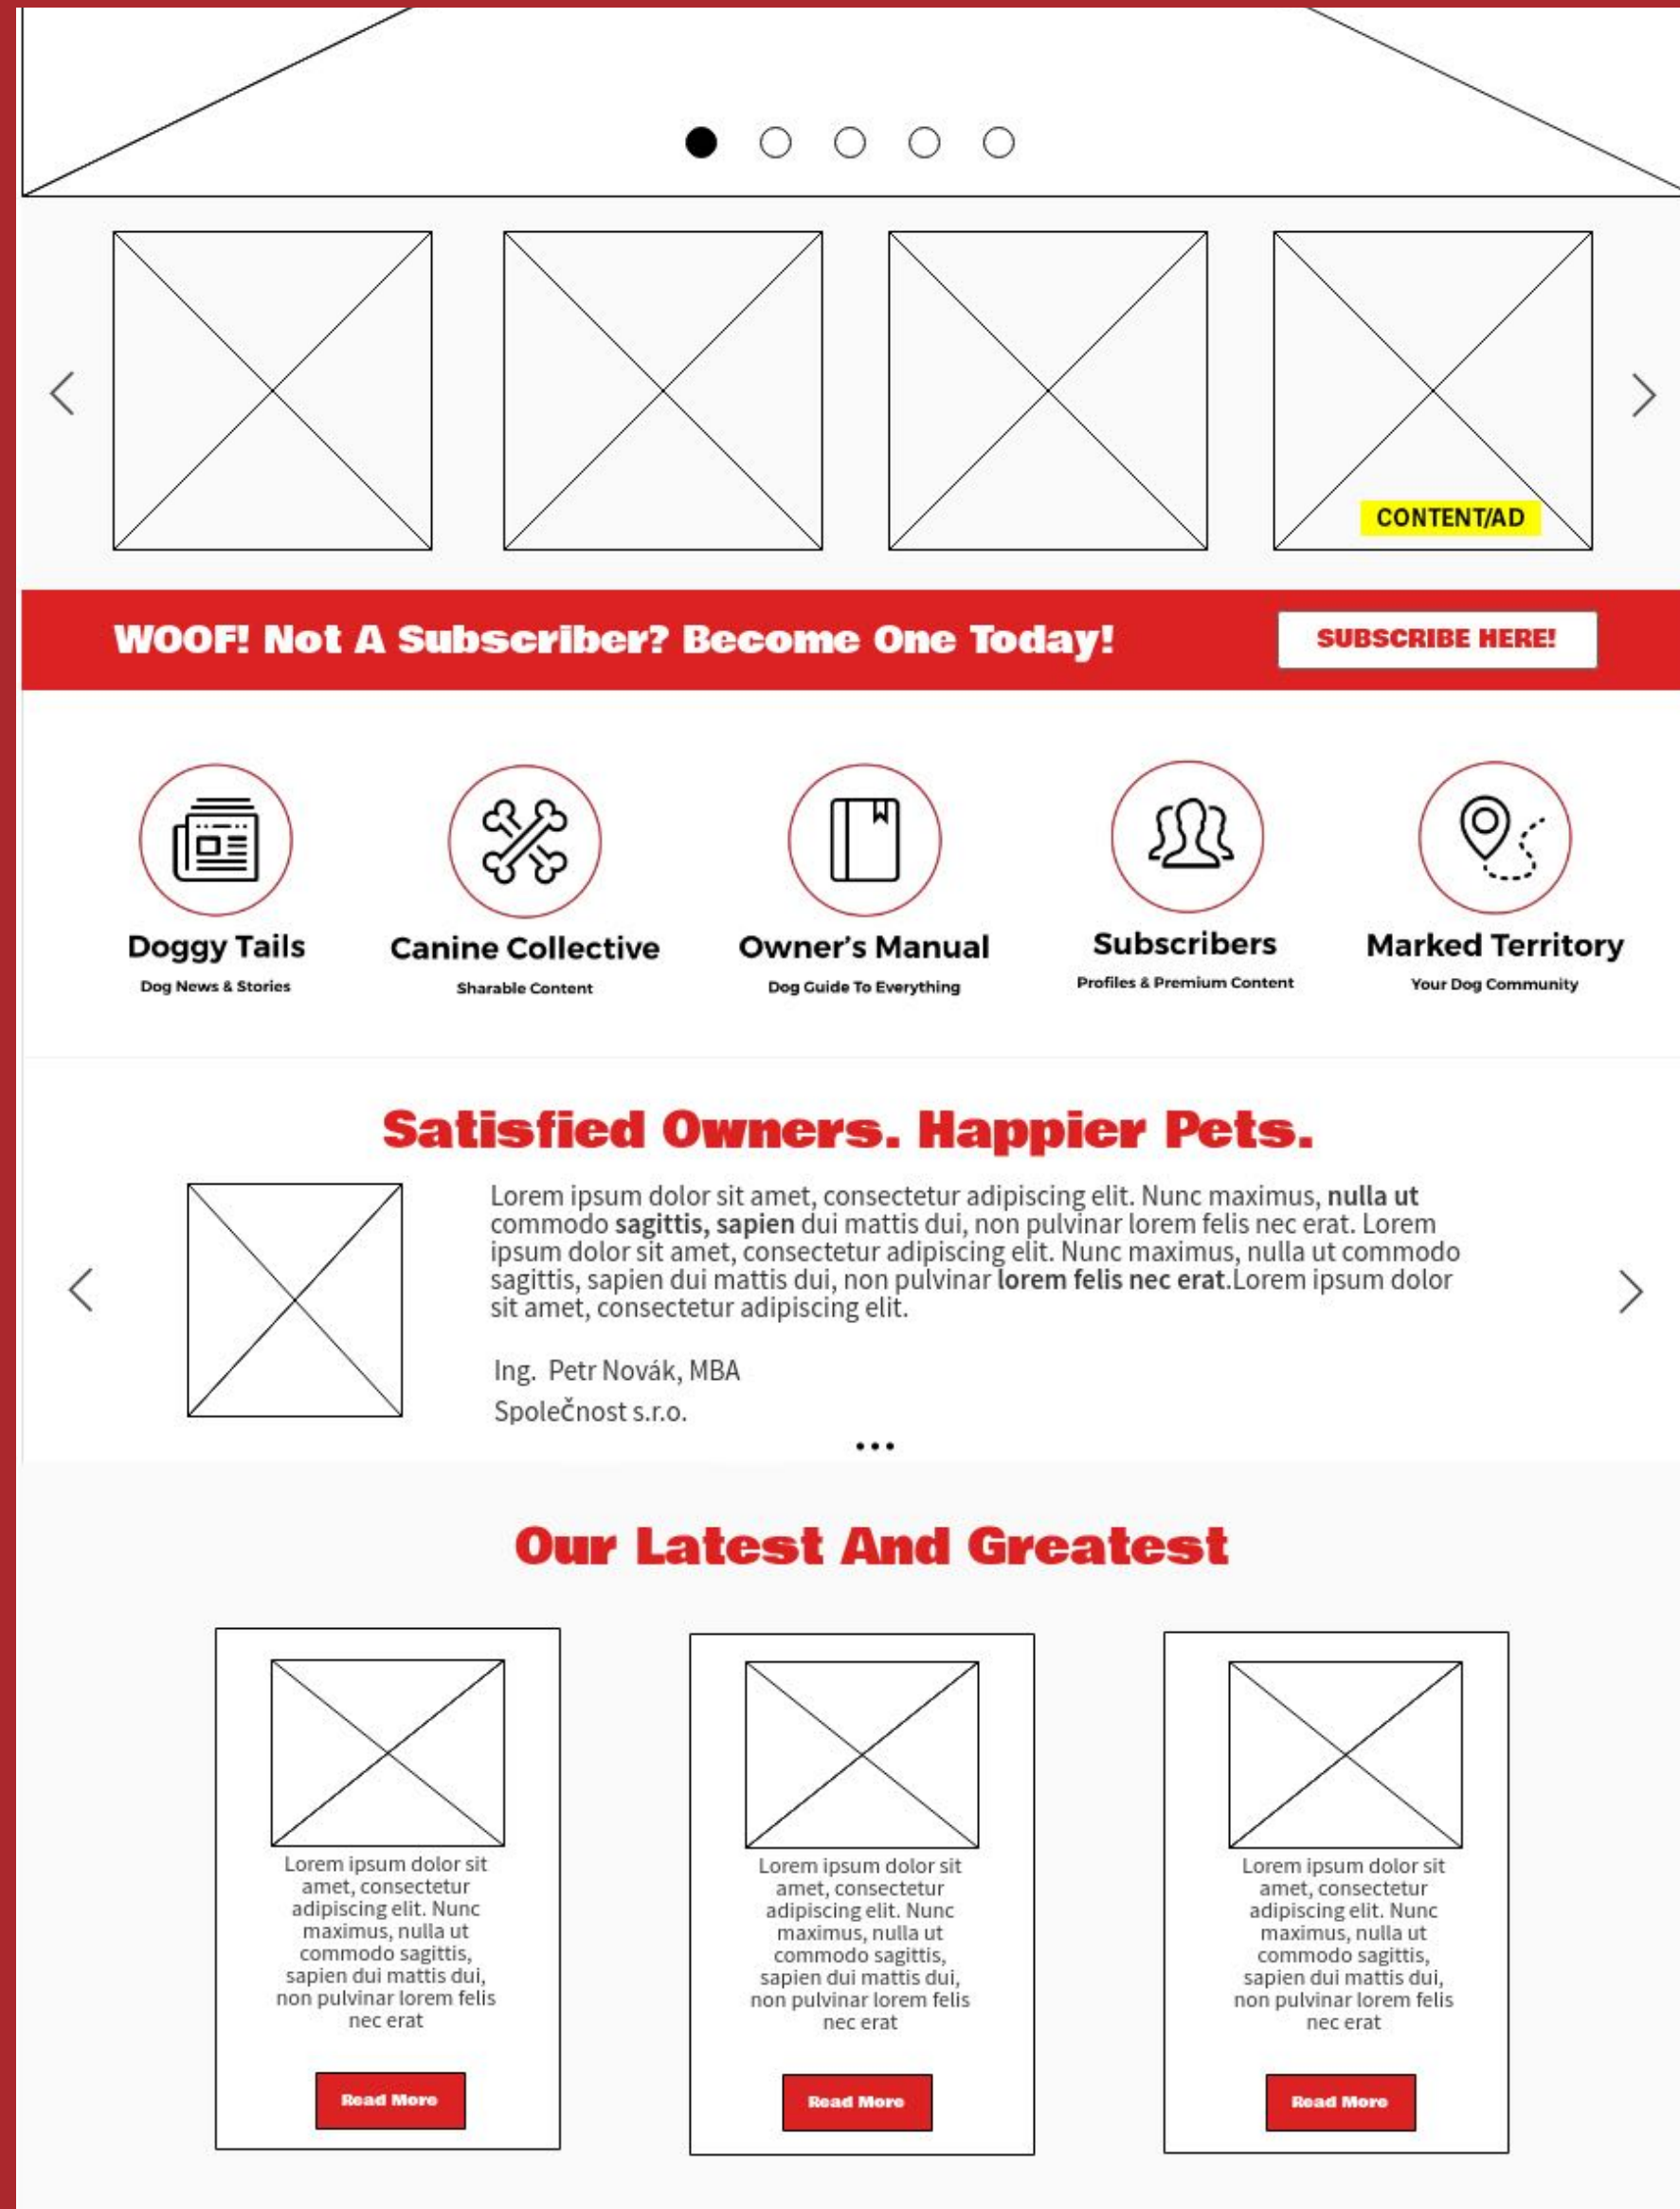 CONTENT/AD
WOOF! Not A Subscriber? Become One Today!
SUBSCRIBE HERE!
Doggy Tails
Dog News & Stories
Canine Collective
Sharable Content
Owner's Manual
Dog Guide To Everything
Subscribers
Profiles & Premium Content
Marked Territory
Your Dog Community
Satisfied Owners. Happier Pets.
Lorem ipsum dolor sit amet, consectetur adipiscing elit. Nunc maximus, nulla ut
commodo sagittis, sapien dui mattis dui, non pulvinar lorem felis nec erat. Lorem
ipsum dolor sit amet, consectetur adipiscing elit. Nunc maximus, nulla ut commodo
sagittis, sapien dui mattis dui, non pulvinar lorem felis nec erat.Lorem ipsum dolor
sit amet, consectetur adipiscing elit.
Ing. Petr Novák, MBA
Společnost s.r.o.
Our Latest And Greatest
Lorem ipsum dolor sit
amet, consectetur
adipiscing elit. Nunc
maximus, nulla ut
commodo sagittis,
sapien dui mattis dui,
non pulvinar lorem felis
nec erat
Read More
Lorem ipsum dolor sit
amet, consectetur
adipiscing elit. Nunc
maximus, nulla ut
commodo sagittis,
sapien dui mattis dui,
non pulvinar lorem felis
nec erat
Read More
Lorem ipsum dolor sit
amet, consectetur
adipiscing elit. Nunc
maximus, nulla ut
commodo sagittis,
sapien dui mattis dui,
non pulvinar lorem felis
nec erat
Read More